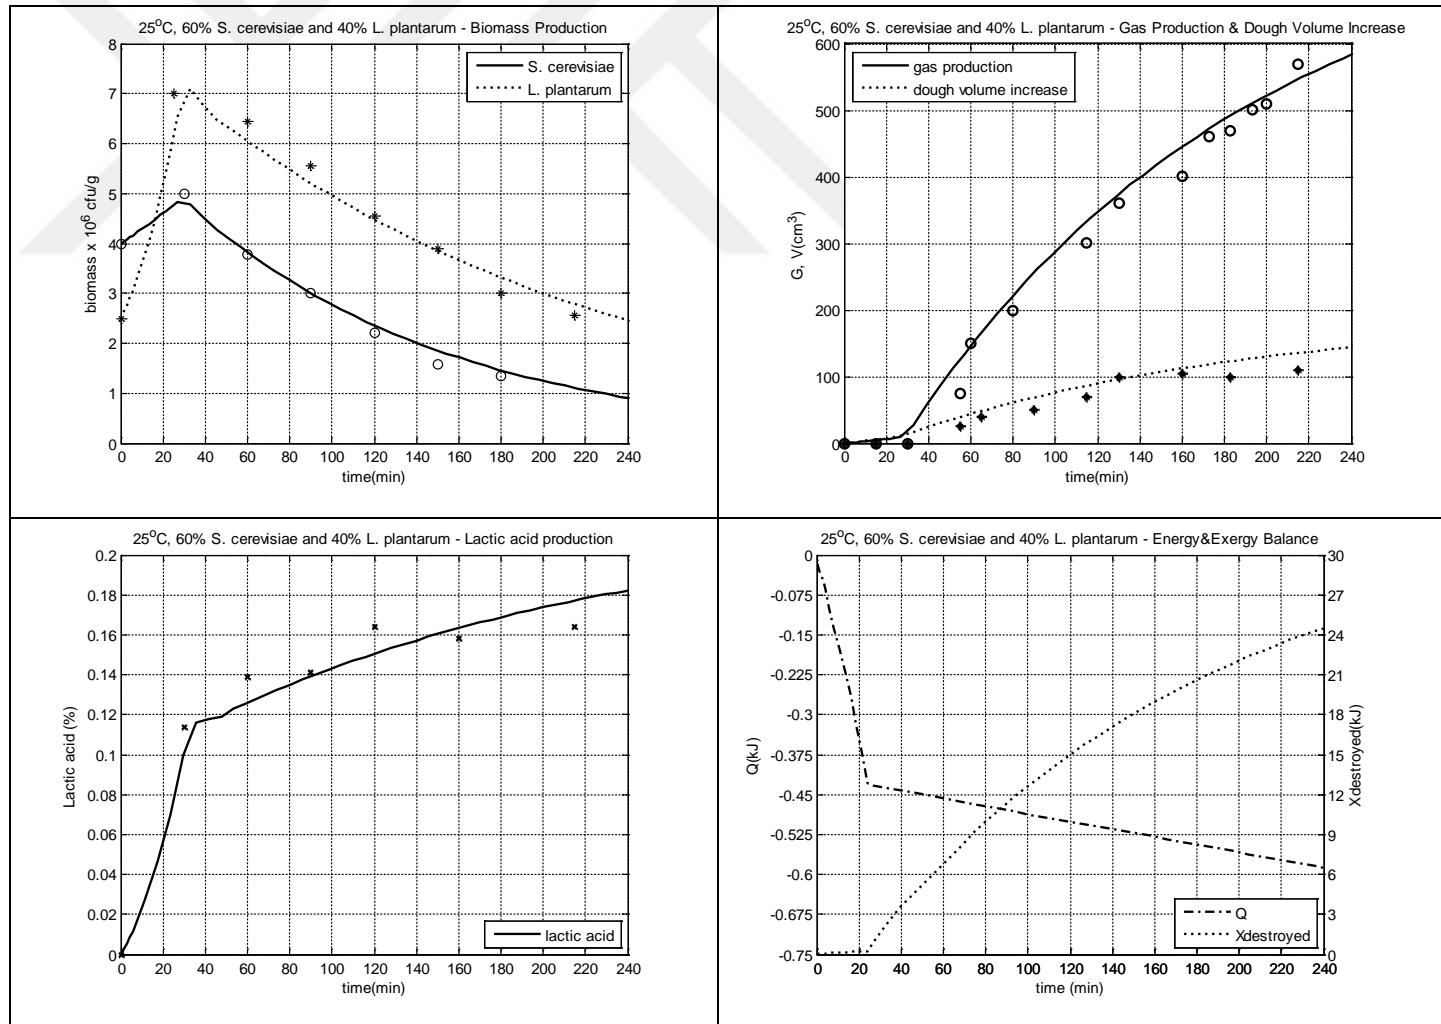 25°C, 60% S. cerevisiae and 40% L. plantarum - Biomass Production
8
7
6
5
4
3
2
1
0
biomass x 10⁶ cfu/g
S. cerevisiae
L. plantarum
0 20 40 60 80 100 120 140 160 180 200 220 240
time(min)
25°C, 60% S. cerevisiae and 40% L. plantarum - Gas Production & Dough Volume Increase
600
500
400
300
200
100
0
G, V(cm³)
gas production
dough volume increase
0 20 40 60 80 100 120 140 160 180 200 220 240
time(min)
25°C, 60% S. cerevisiae and 40% L. plantarum - Lactic acid production
0.2
0.18
0.16
0.14
0.12
0.1
0.08
0.06
0.04
0.02
0
Lactic acid (%)
lactic acid
0 20 40 60 80 100 120 140 160 180 200 220 240
time(min)
25°C, 60% S. cerevisiae and 40% L. plantarum - Energy&Exergy Balance
0
-0.075
-0.15
-0.225
-0.3
-0.375
-0.45
-0.525
-0.6
-0.675
-0.75
Q(kJ)
30
27
24
21
18
15
12
9
6
3
0
Xdestroyed(kJ)
Q
Xdestroyed
0 20 40 60 80 100 120 140 160 180 200 220 240
time (min)